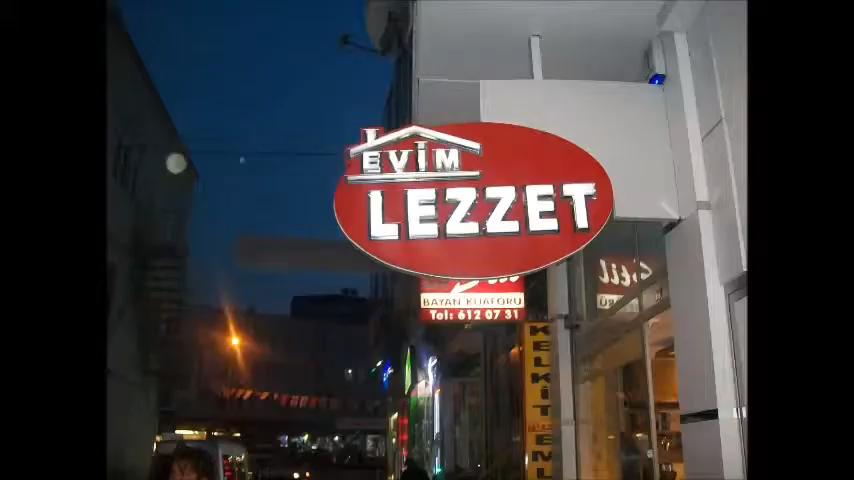 EVİM
LEZZET
BAYAN KUAFÖRÜ
Tel: 612 07 31
KELKİT
EML